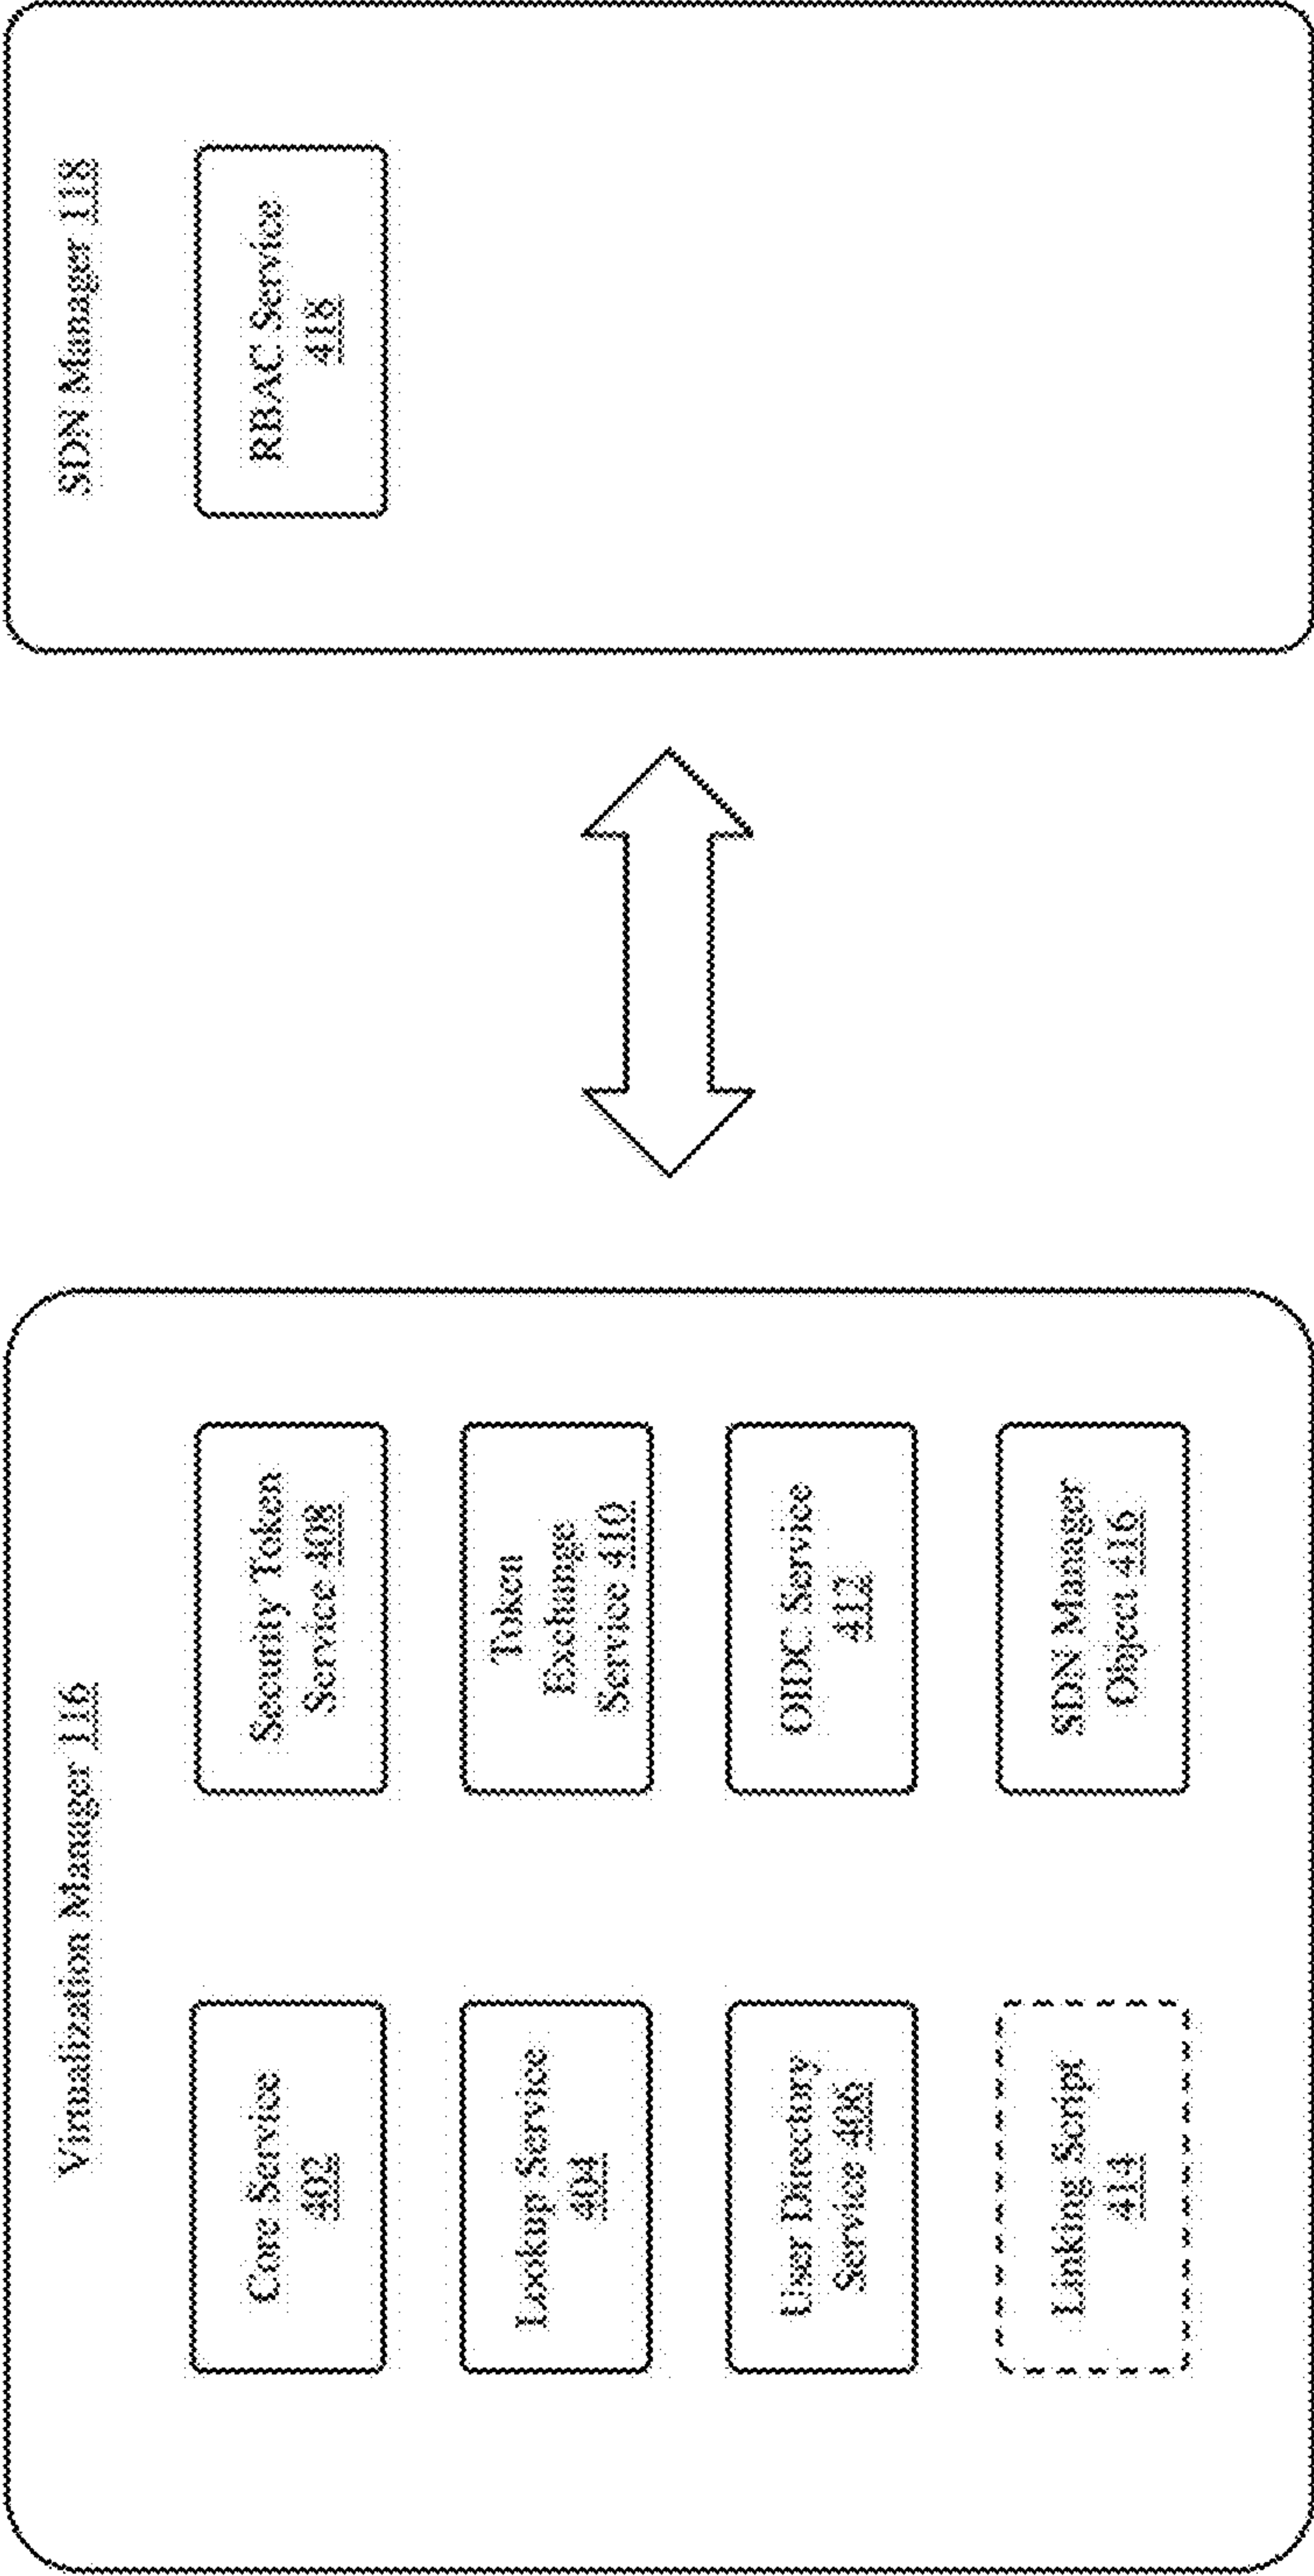 Virtualization Manager 116
Core Service
402
Security Token
Service 408
Lookup Service
404
Token
Exchange
Service 410
User Directory
Service 406
OIDC Service
412
Linking Script
414
SDN Manager
Object 416
SDN Manager 118
RBAC Service
418